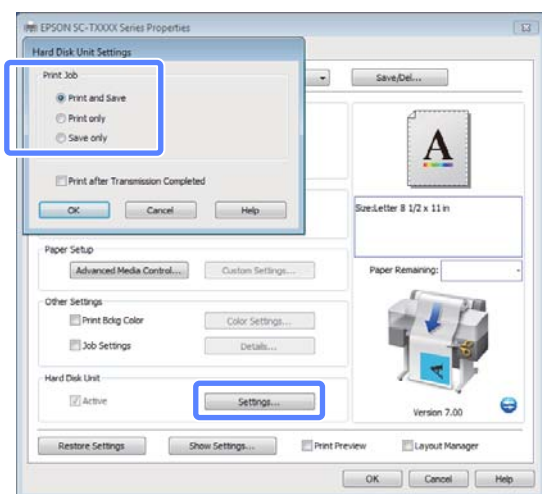 EPSON SC-TXXXX Series Properties
Hard Disk Unit Settings
Print Job
Print and Save
Print only
Save only
Print after Transmission Completed
OK Cancel Help
Save/Del...
A
Size:Letter 8 1/2 x 11 in
Paper Setup
Advanced Media Control... Custom Settings...
Paper Remaining:
Other Settings
Print Bckg Color Color Settings...
Job Settings Details...
Hard Disk Unit
Active Settings...
A
Version 7.00
Restore Settings Show Settings... Print Preview Layout Manager
OK Cancel Help